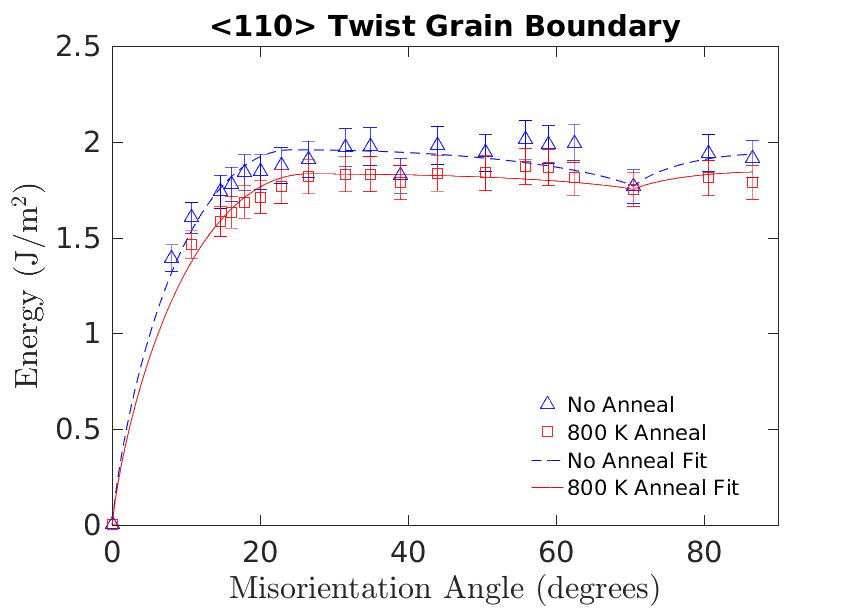 <110> Twist Grain Boundary
2.5
2
1.5
1
0.5
0
Energy (J/m²)
No Anneal
800 K Anneal
No Anneal Fit
800 K Anneal Fit
0 20 40 60 80
Misorientation Angle (degrees)